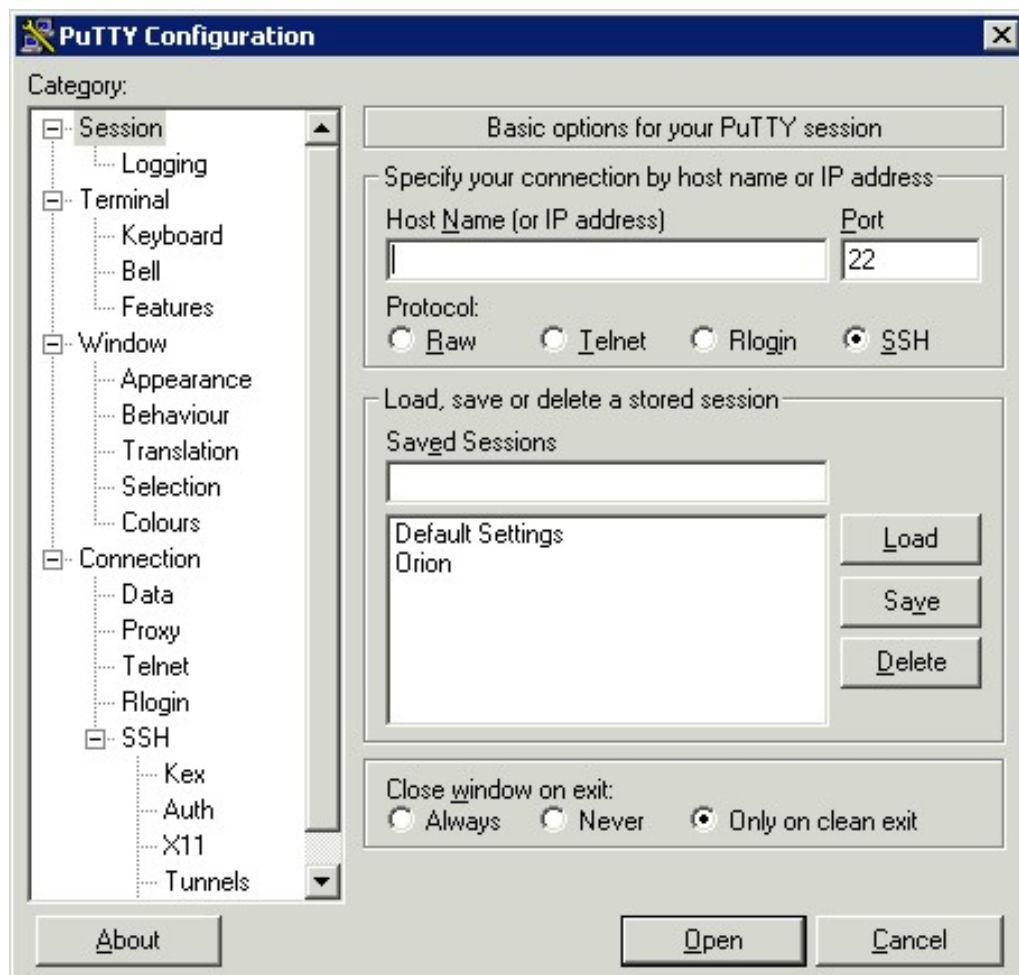 PuTTY Configuration
Category:
Session
Logging
Terminal
Keyboard
Bell
Features
Window
Appearance
Behaviour
Translation
Selection
Colours
Connection
Data
Proxy
Telnet
Rlogin
SSH
Kex
Auth
X11
Tunnels
Basic options for your PuTTY session
Specify your connection by host name or IP address
Host Name (or IP address) Port
22
Protocol:
Raw Telnet Rlogin SSH
Load, save or delete a stored session
Saved Sessions
Default Settings
Orion
Load
Save
Delete
Close window on exit:
Always Never Only on clean exit
About Open Cancel